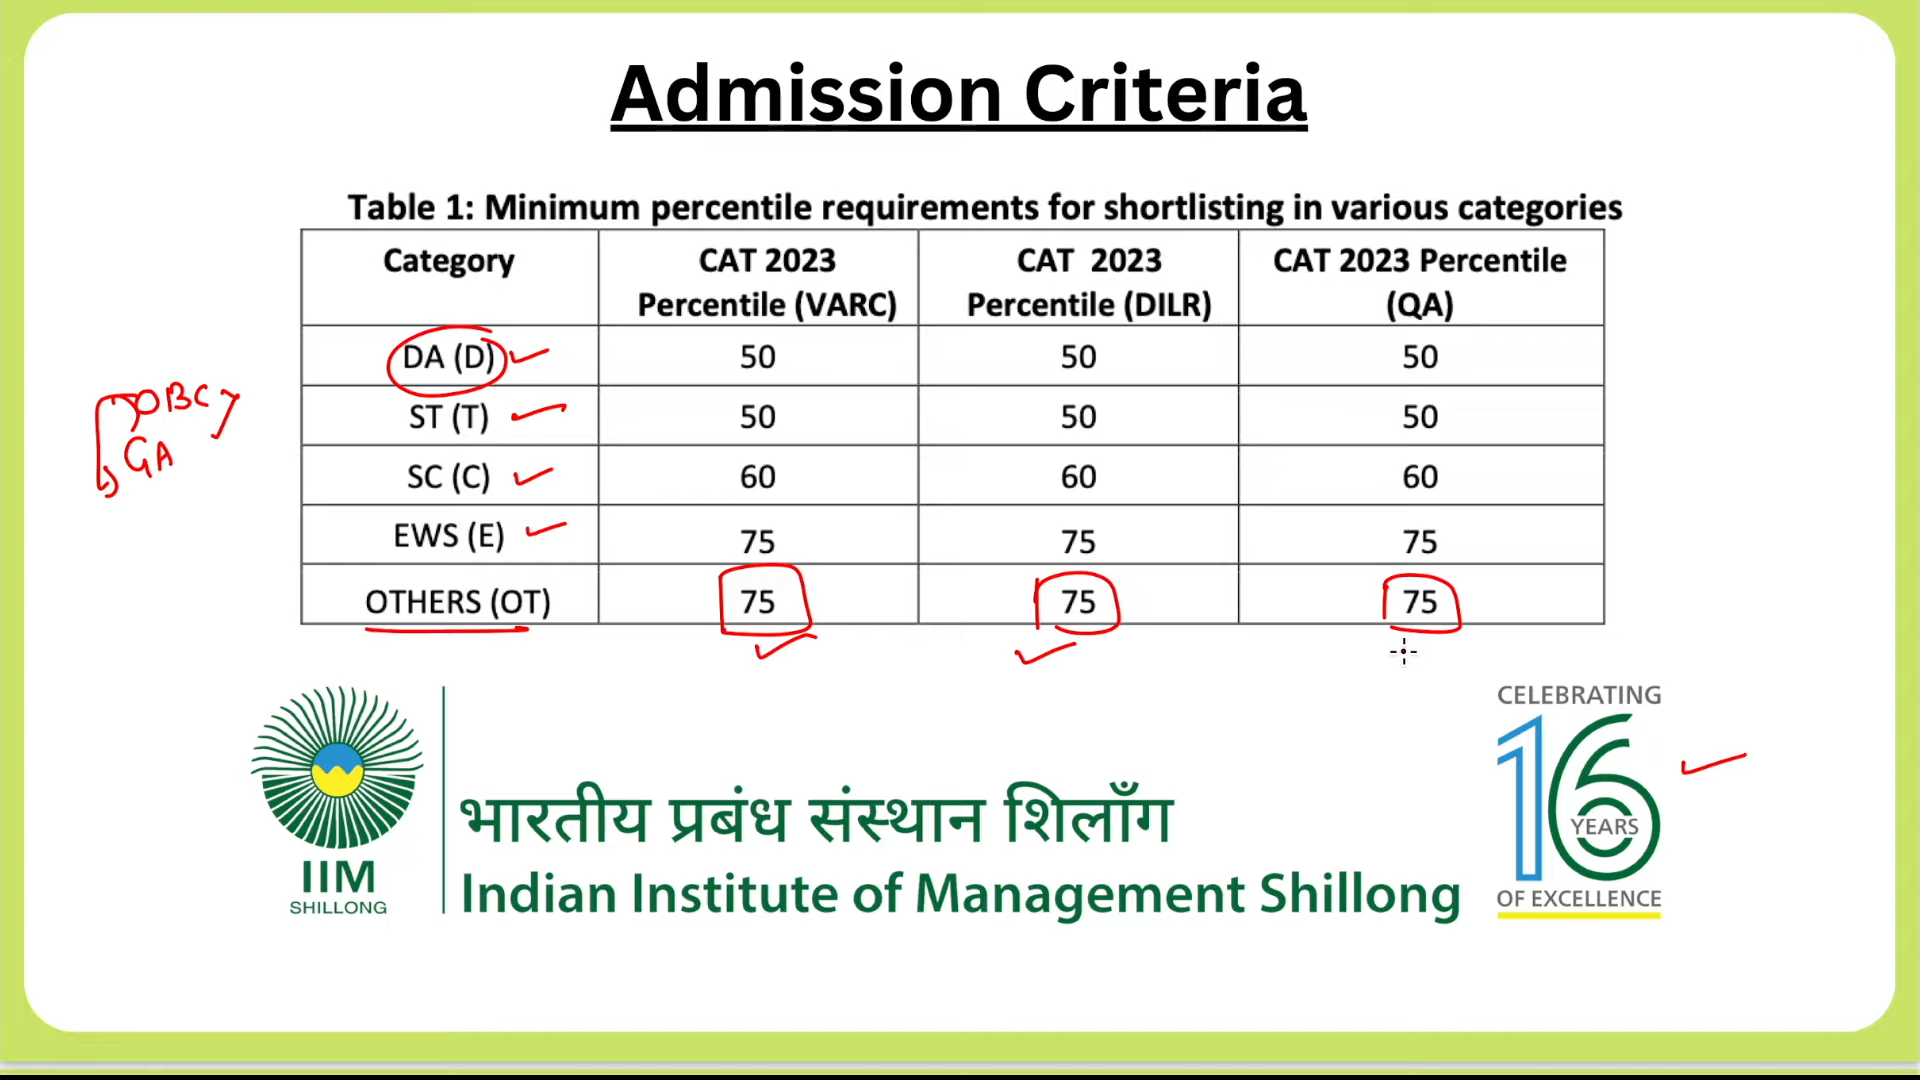 Admission Criteria
Table 1: Minimum percentile requirements for shortlisting in various categories
Category CAT 2023 Percentile (VARC) CAT 2023 Percentile (DILR) CAT 2023 Percentile (QA)
DA (D) 50 50 50
ST (T) 50 50 50
SC (C) 60 60 60
EWS (E) 75 75 75
OTHERS (OT) 75 75 75
OBC
GA
IIM
SHILLONG
भारतीय प्रबंध संस्थान शिलाँग
Indian Institute of Management Shillong
CELEBRATING
16
YEARS
OF EXCELLENCE